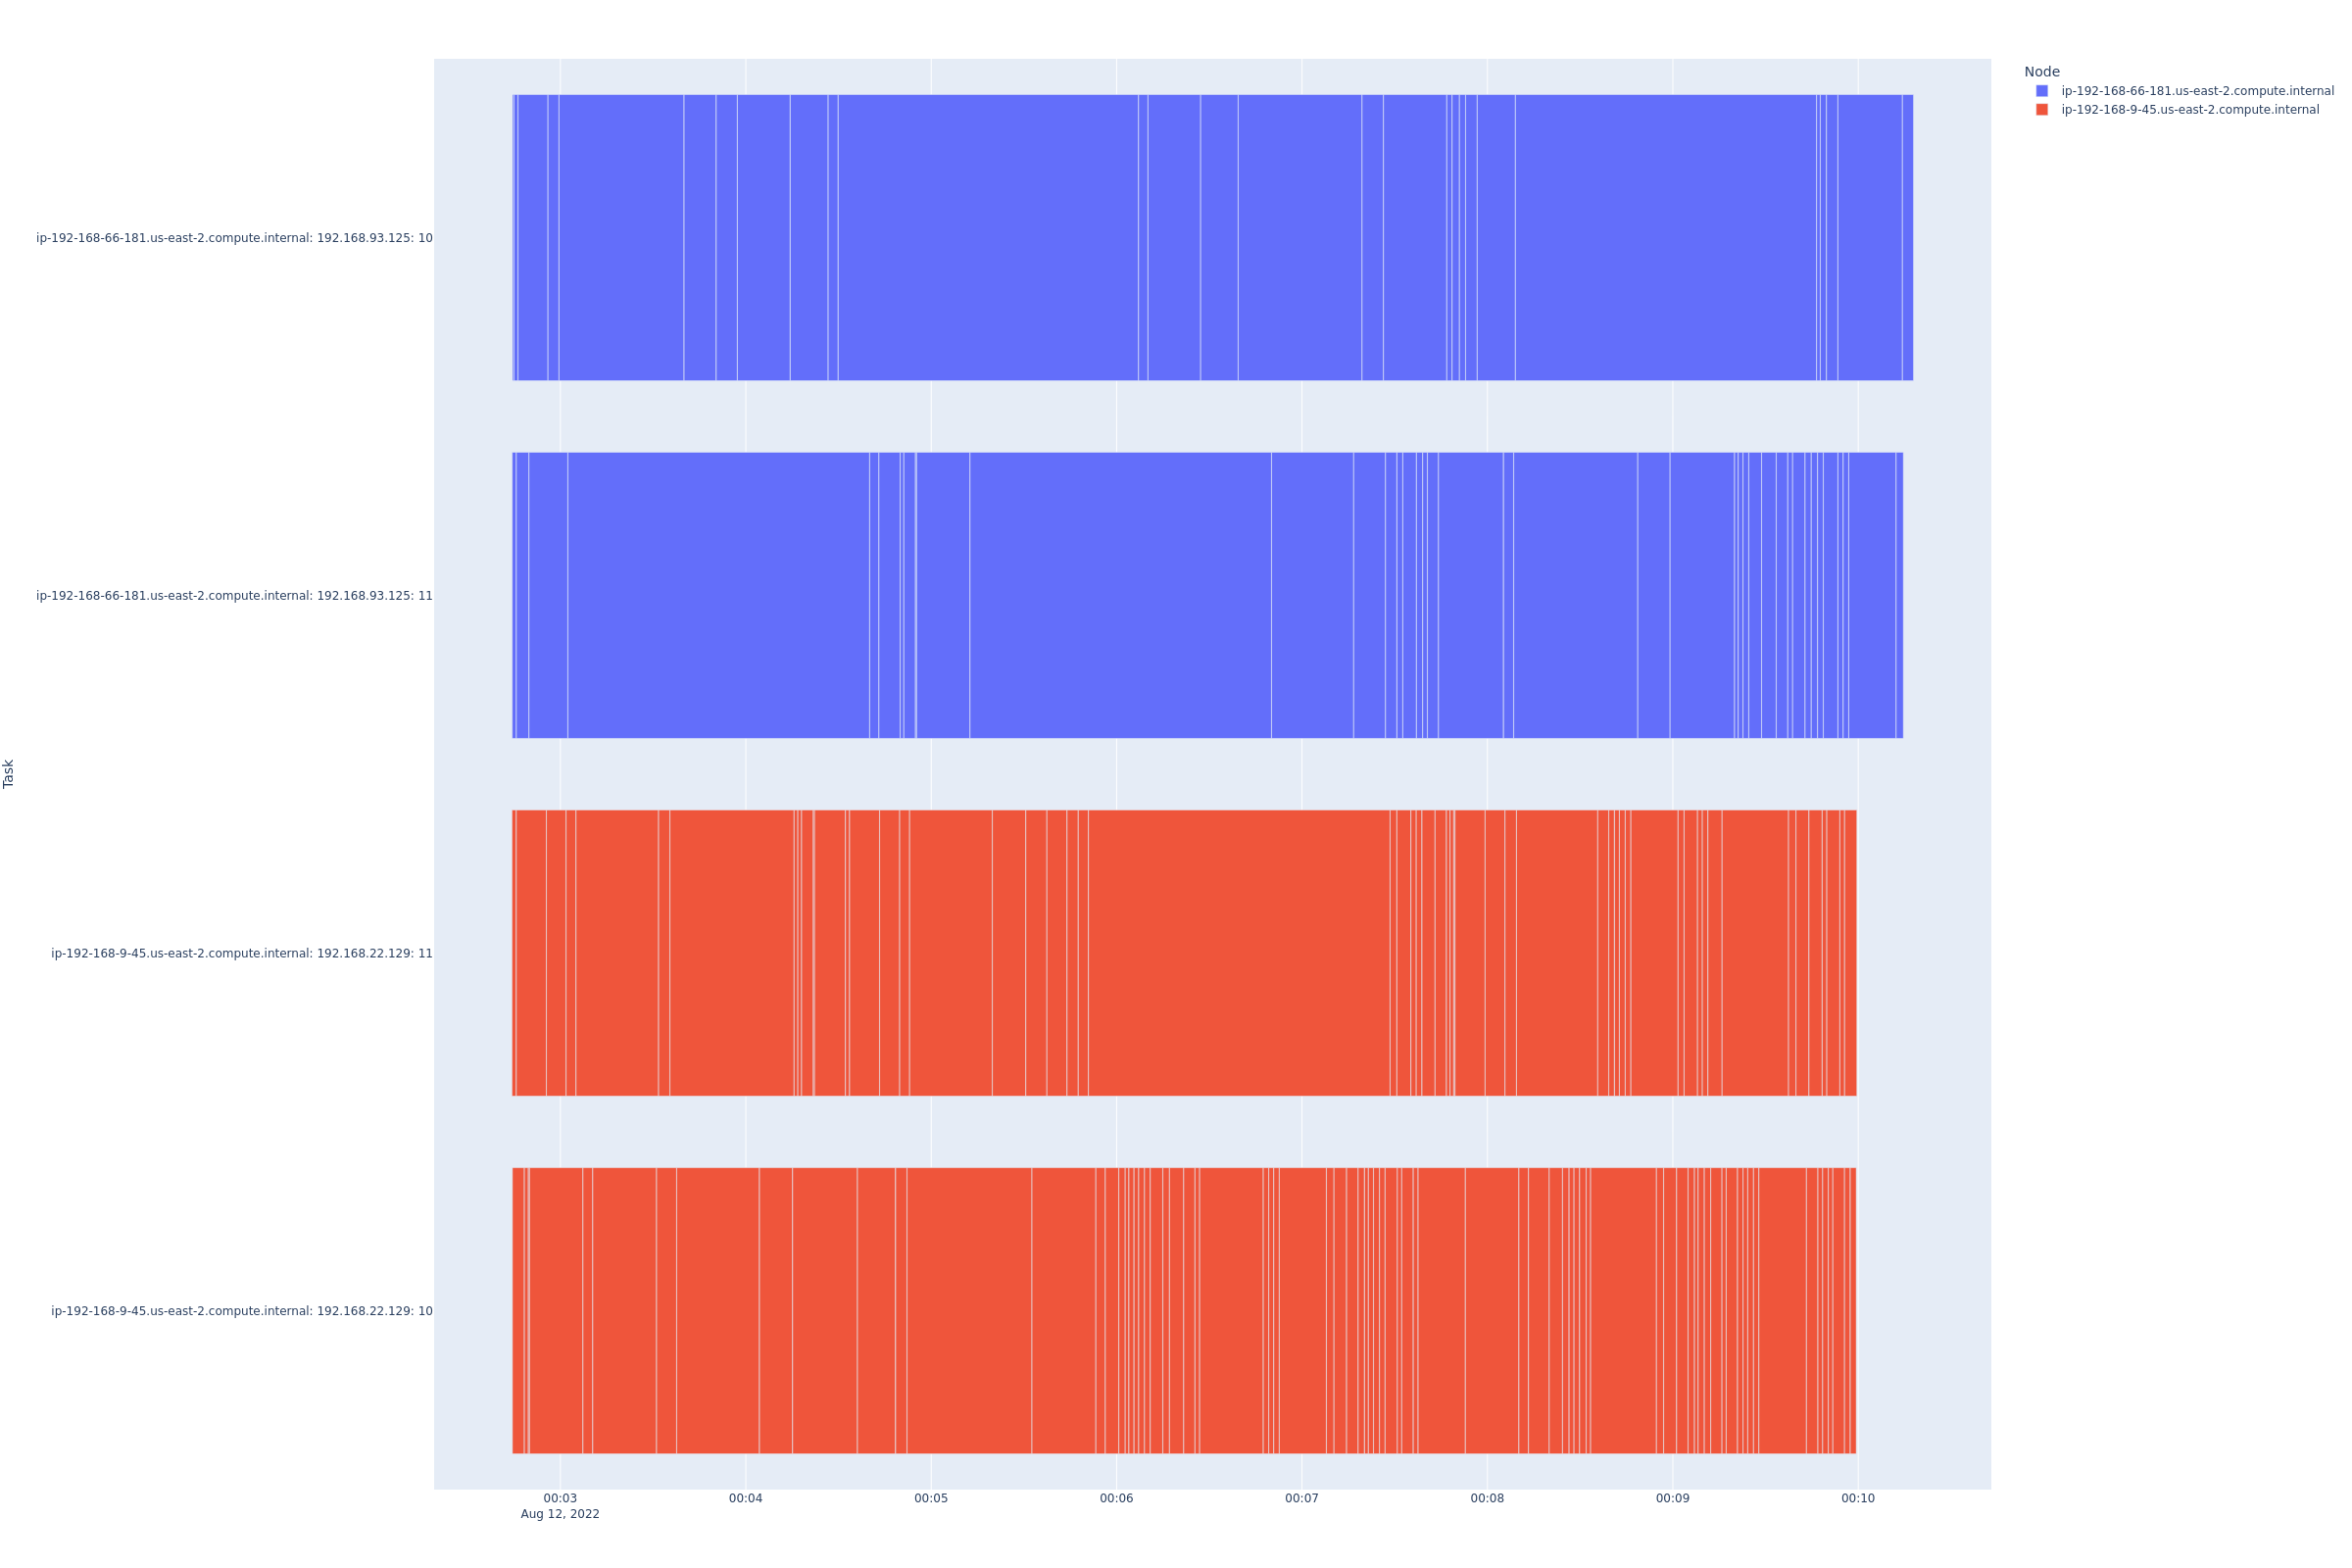 Node
ip-192-168-66-181.us-east-2.compute.internal
ip-192-168-9-45.us-east-2.compute.internal
ip-192-168-66-181.us-east-2.compute.internal: 192.168.93.125: 10
ip-192-168-66-181.us-east-2.compute.internal: 192.168.93.125: 11
Task
ip-192-168-9-45.us-east-2.compute.internal: 192.168.22.129: 11
ip-192-168-9-45.us-east-2.compute.internal: 192.168.22.129: 10
00:03 00:04 00:05 00:06 00:07 00:08 00:09 00:10
Aug 12, 2022